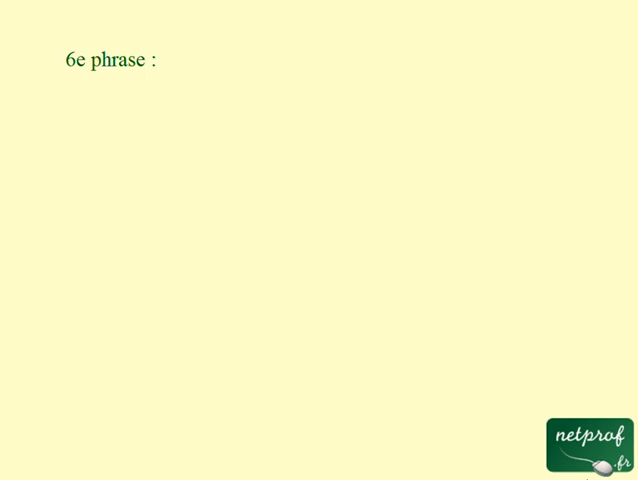 6e phrase :
netprof
.fr